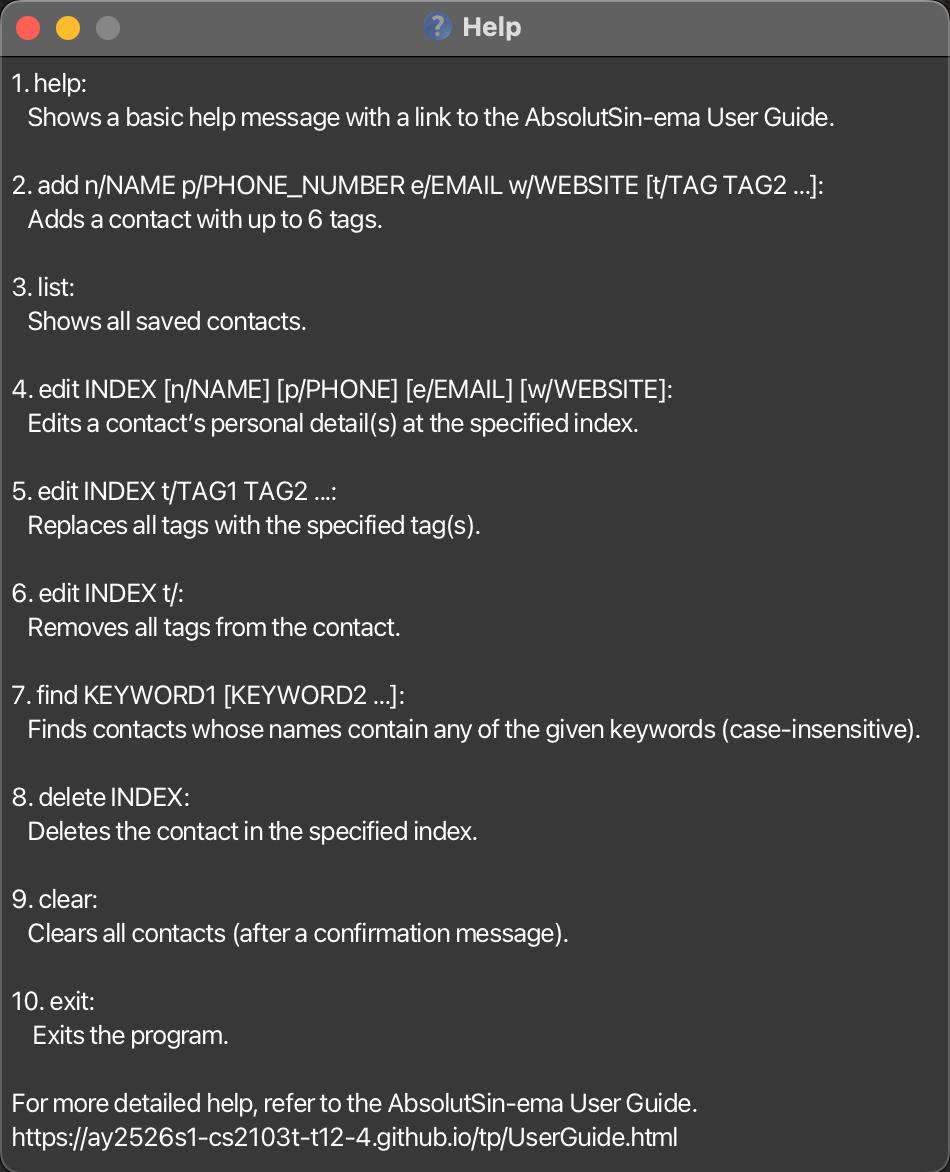 Help
1. help:
Shows a basic help message with a link to the AbsolutSin-ema User Guide.
2. add n/NAME p/PHONE_NUMBER e/EMAIL w/WEBSITE [t/TAG TAG2 ...]:
Adds a contact with up to 6 tags.
3. list:
Shows all saved contacts.
4. edit INDEX [n/NAME] [p/PHONE] [e/EMAIL] [w/WEBSITE]:
Edits a contact’s personal detail(s) at the specified index.
5. edit INDEX t/TAG1 TAG2 ...:
Replaces all tags with the specified tag(s).
6. edit INDEX t/:
Removes all tags from the contact.
7. find KEYWORD1 [KEYWORD2 ...]:
Finds contacts whose names contain any of the given keywords (case-insensitive).
8. delete INDEX:
Deletes the contact in the specified index.
9. clear:
Clears all contacts (after a confirmation message).
10. exit:
Exits the program.
For more detailed help, refer to the AbsolutSin-ema User Guide.
https://ay2526s1-cs2103t-t12-4.github.io/tp/UserGuide.html